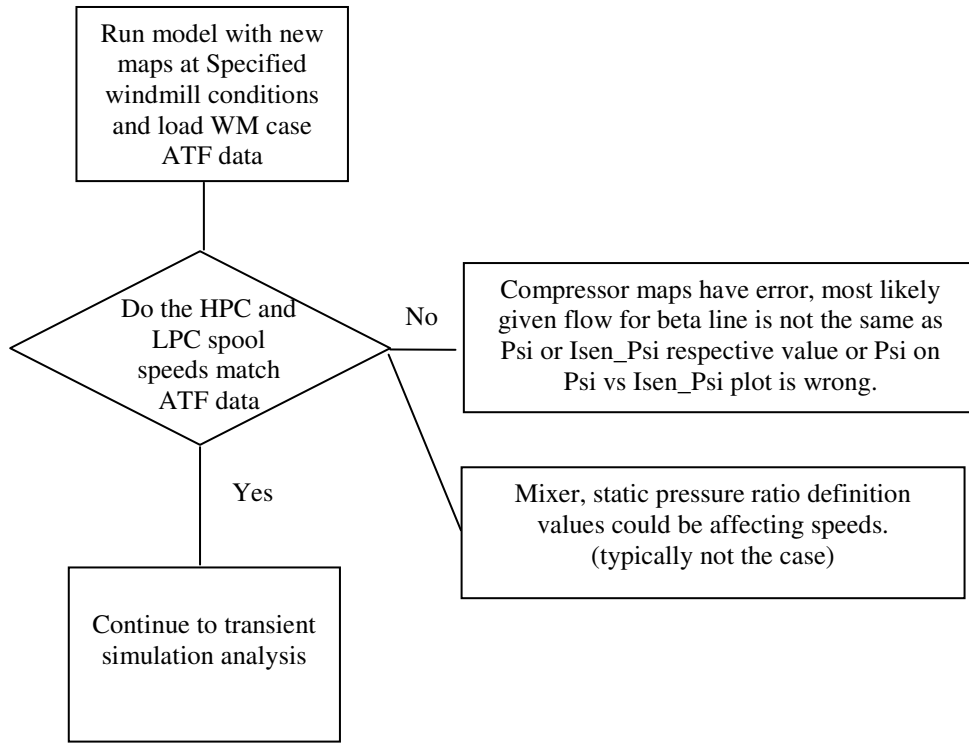 Run model with new
maps at Specified
windmill conditions
and load WM case
ATF data
Do the HPC and
LPC spool
speeds match
ATF data
No
Compressor maps have error, most likely
given flow for beta line is not the same as
Psi or Isen_Psi respective value or Psi on
Psi vs Isen_Psi plot is wrong.
Yes
Mixer, static pressure ratio definition
values could be affecting speeds.
(typically not the case)
Continue to transient
simulation analysis